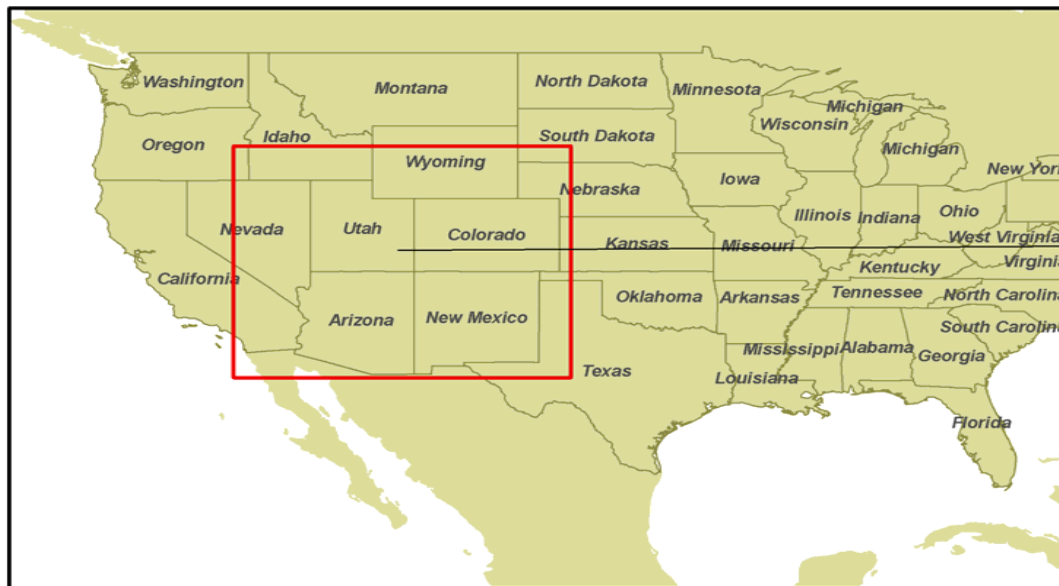 Washington
Montana
North Dakota
Minnesota
Michigan
Wisconsin
Oregon
Idaho
South Dakota
Michigan
Wyoming
New York
Iowa
Nebraska
Ohio
Illinois
Indiana
Nevada
Utah
Colorado
Kansas
Missouri
West Virginia
Virginia
Kentucky
California
Tennessee
North Carolina
Oklahoma
Arkansas
Arizona
New Mexico
South Carolina
Mississippi
Alabama
Georgia
Texas
Louisiana
Florida